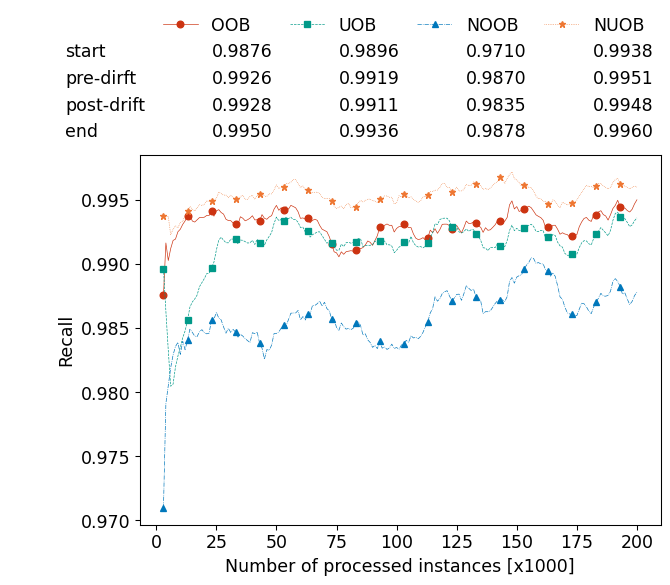 OOB UOB NOOB NUOB
start 0.9876 0.9896 0.9710 0.9938
pre-dirft 0.9926 0.9919 0.9870 0.9951
post-drift 0.9928 0.9911 0.9835 0.9948
end 0.9950 0.9936 0.9878 0.9960
0.995
0.990
0.985
0.980
0.975
0.970
Recall
0 25 50 75 100 125 150 175 200
Number of processed instances [x1000]